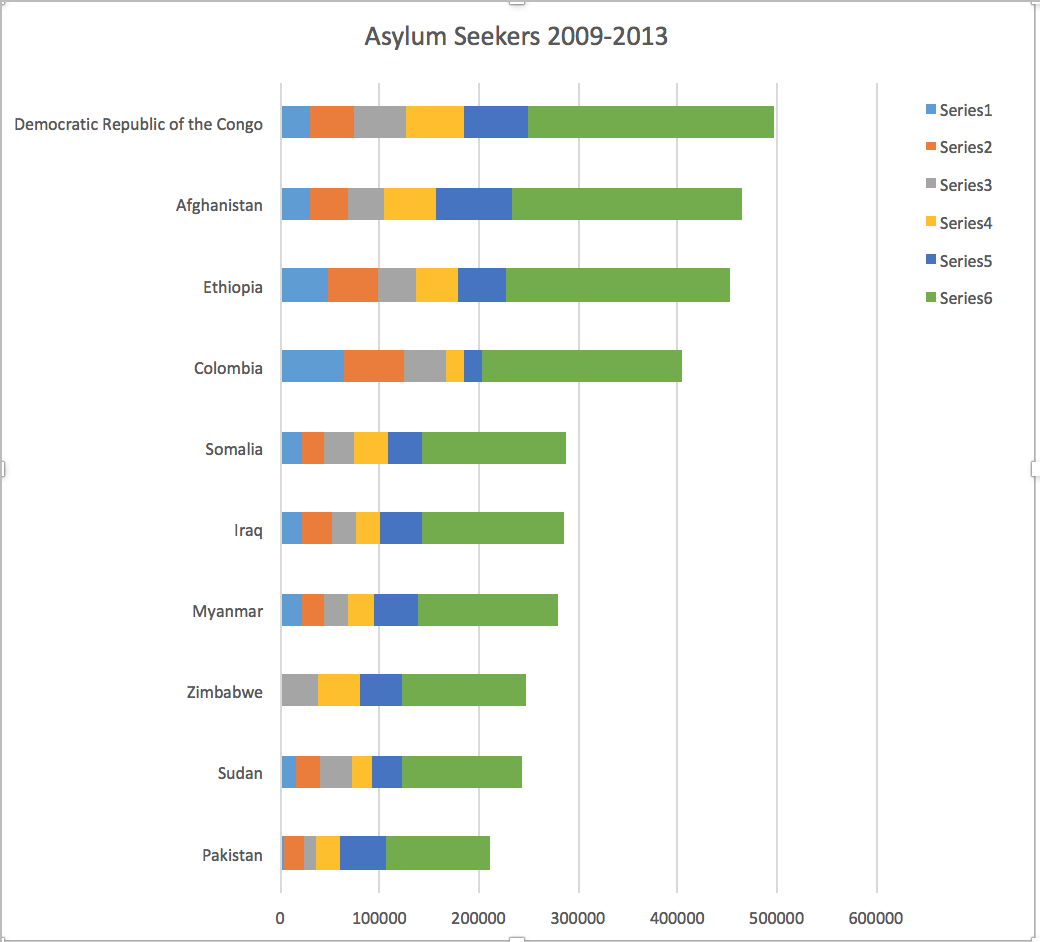 Asylum Seekers 2009-2013
Democratic Republic of the Congo
Afghanistan
Ethiopia
Colombia
Somalia
Iraq
Myanmar
Zimbabwe
Sudan
Pakistan
0 100000 200000 300000 400000 500000 600000
Series1
Series2
Series3
Series4
Series5
Series6